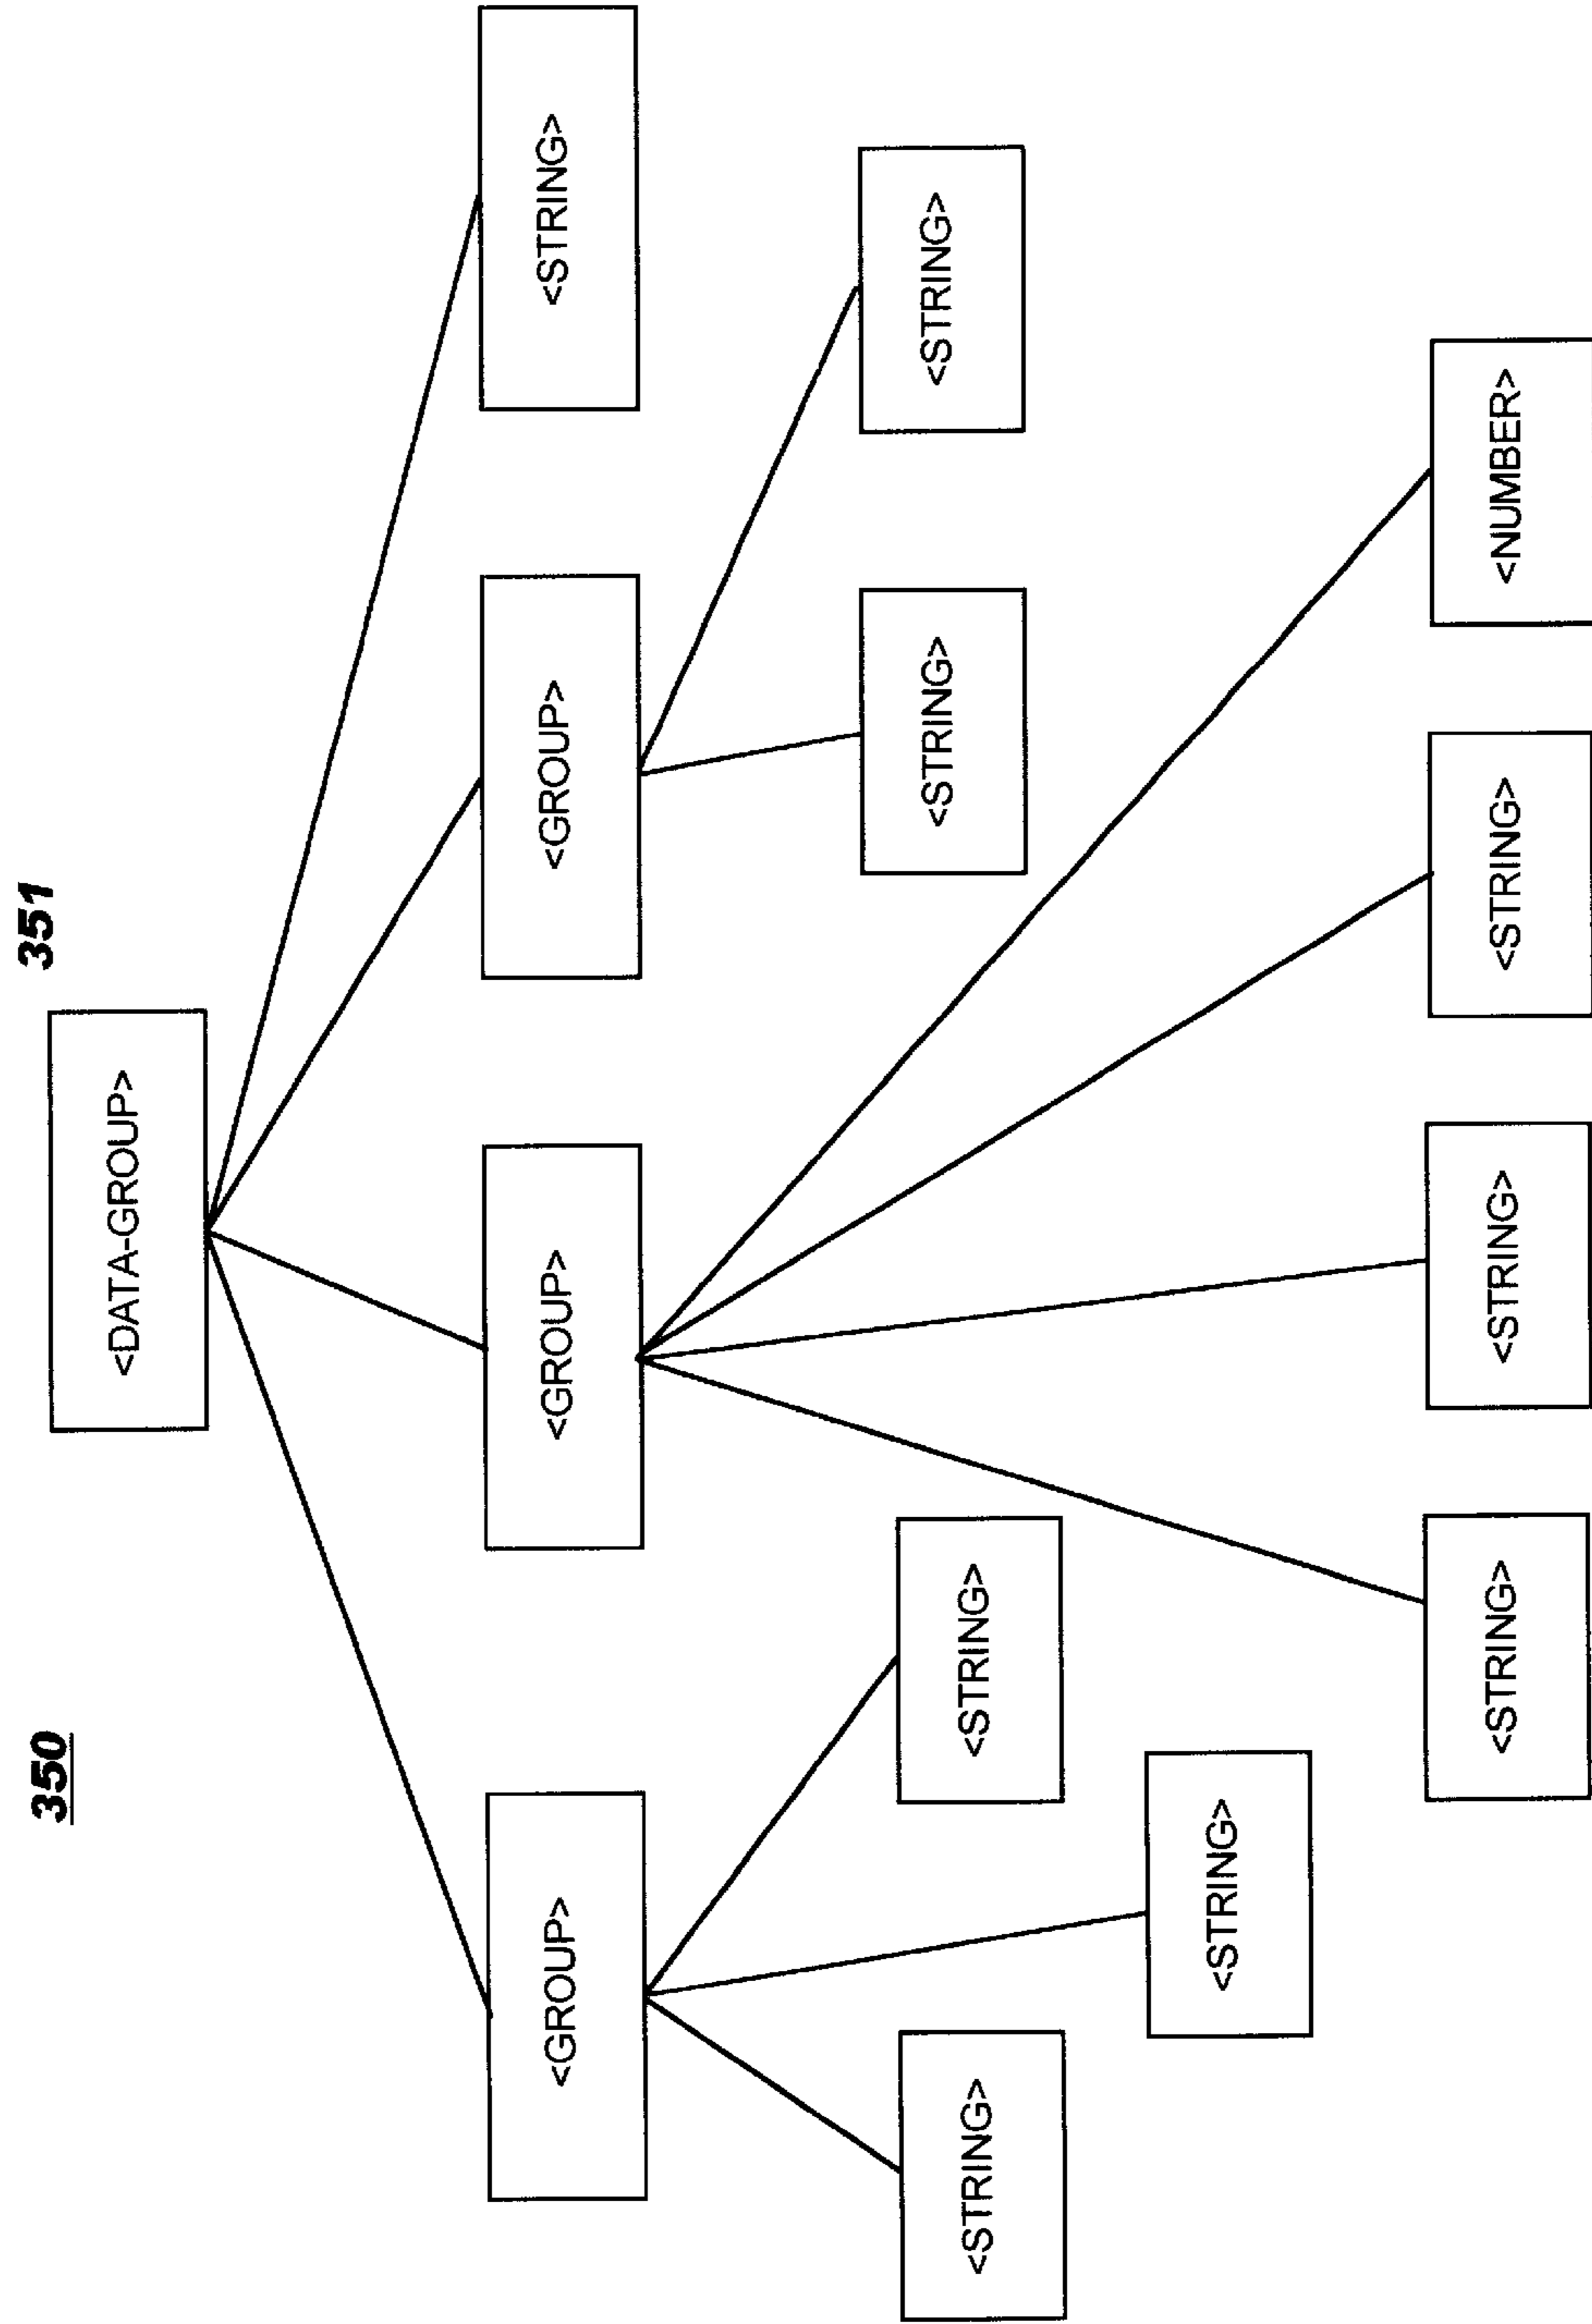 350
351
<DATA-GROUP>
<GROUP>
<GROUP>
<GROUP>
<STRING>
<STRING>
<STRING>
<STRING>
<STRING>
<STRING>
<STRING>
<STRING>
<STRING>
<NUMBER>